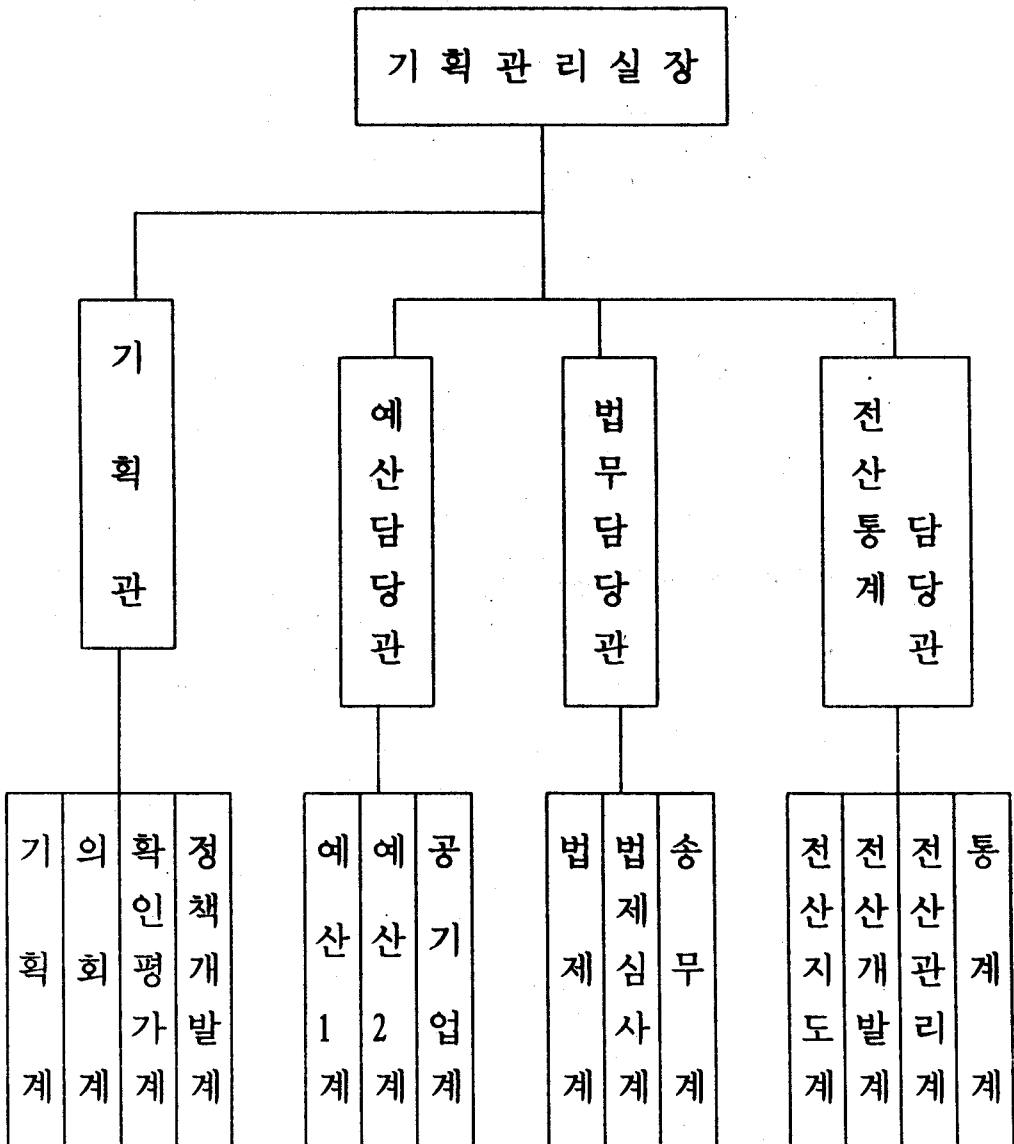 기획관리실장
기획관
예산담당관
법무담당관
전산통계
담당관
기획계
의회계
확인평가계
정책개발계
예산1계
예산2계
공기업계
법제계
법제심사계
송무계
전산지도계
전산개발계
전산관리계
통계계